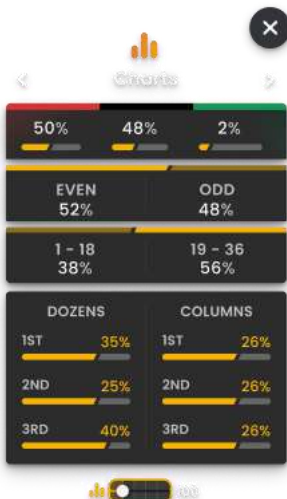 Charts
50% 48% 2%
EVEN ODD
52% 48%
1 - 18 19 - 36
38% 56%
DOZENS COLUMNS
1ST 35% 1ST 26%
2ND 25% 2ND 26%
3RD 40% 3RD 26%